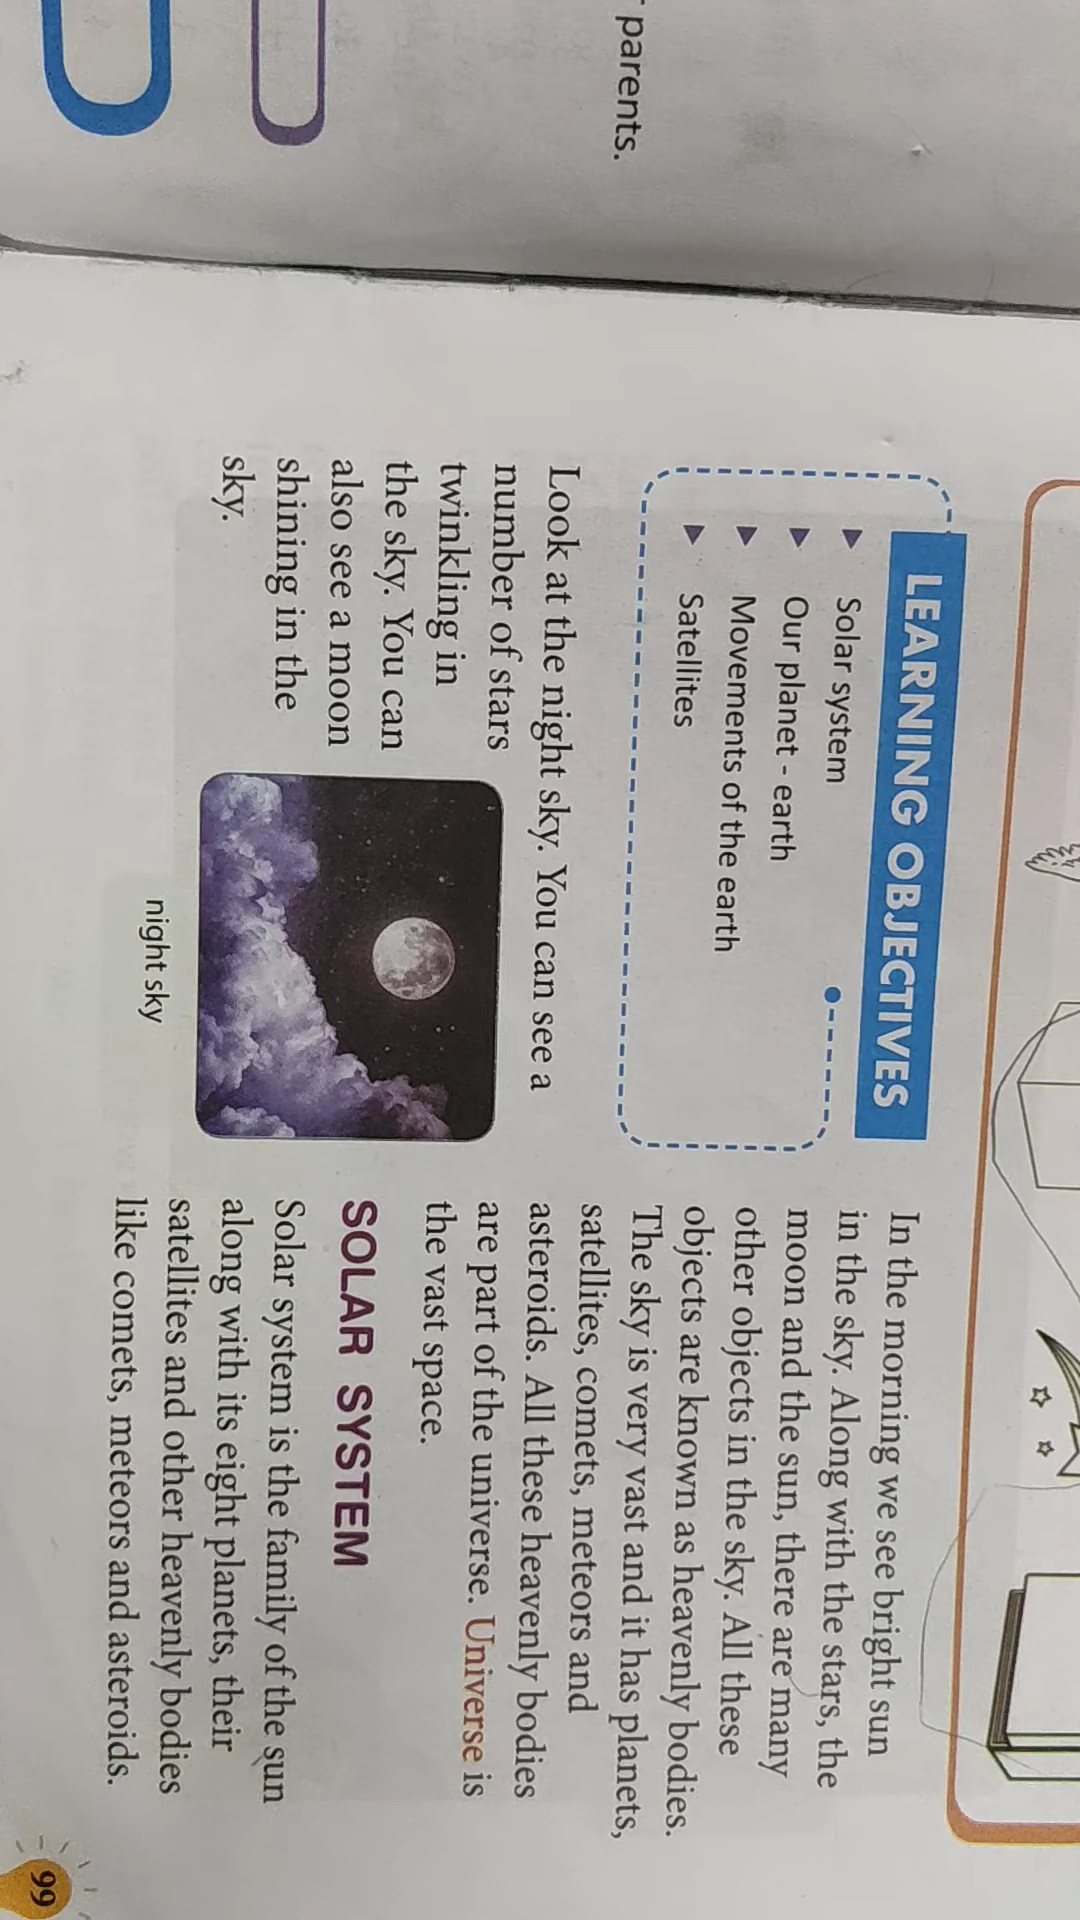 parents.
LEARNING OBJECTIVES
Solar system
Our planet - earth
Movements of the earth
Satellites
Look at the night sky. You can see a
number of stars
twinkling in
the sky. You can
also see a moon
shining in the
sky.
night sky
In the morning we see bright sun
in the sky. Along with the stars, the
moon and the sun, there are many
other objects in the sky. All these
objects are known as heavenly bodies.
The sky is very vast and it has planets,
satellites, comets, meteors and
asteroids. All these heavenly bodies
are part of the universe. Universe is
the vast space.
SOLAR SYSTEM
Solar system is the family of the sun
along with its eight planets, their
satellites and other heavenly bodies
like comets, meteors and asteroids.
99